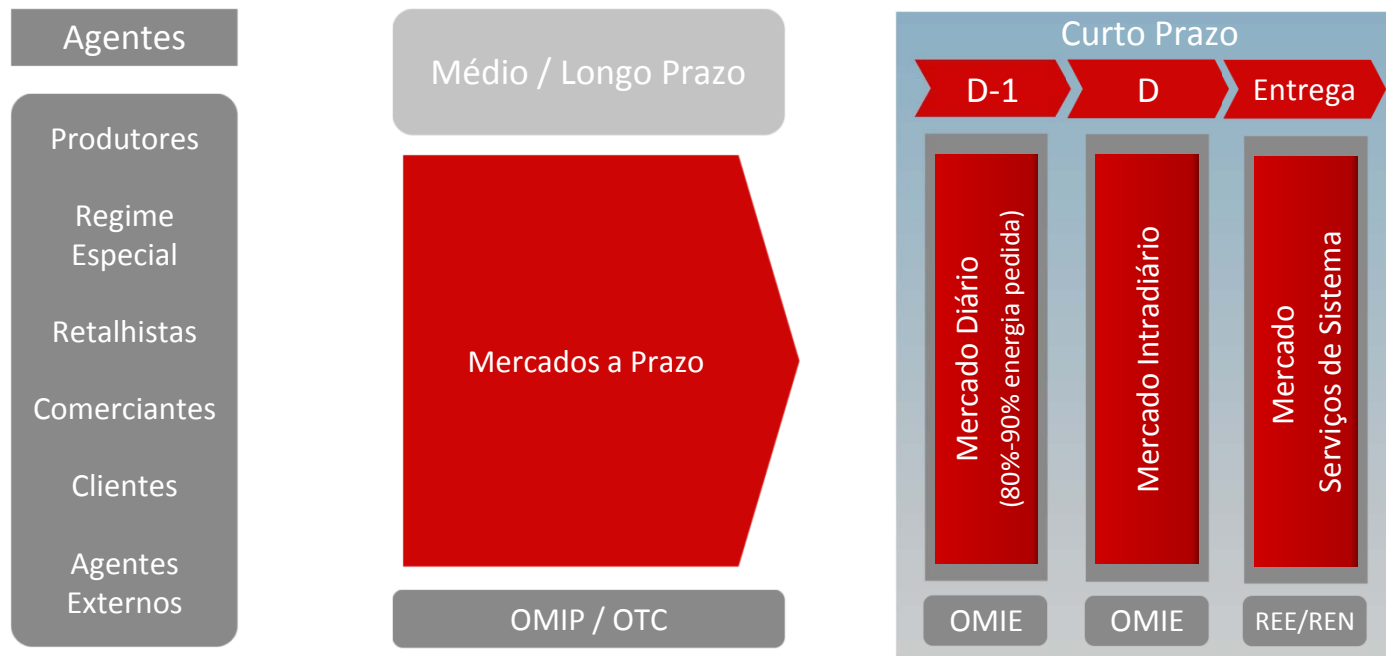 Agentes
Produtores
Regime
Especial
Retalhistas
Comerciantes
Clientes
Agentes
Externos
Médio / Longo Prazo
Mercados a Prazo
OMIP / OTC
Curto Prazo
D-1
D
Entrega
Mercado Diário
(80%-90% energia pedida)
Mercado Intradiário
Mercado
Serviços de Sistema
OMIE
OMIE
REE/REN